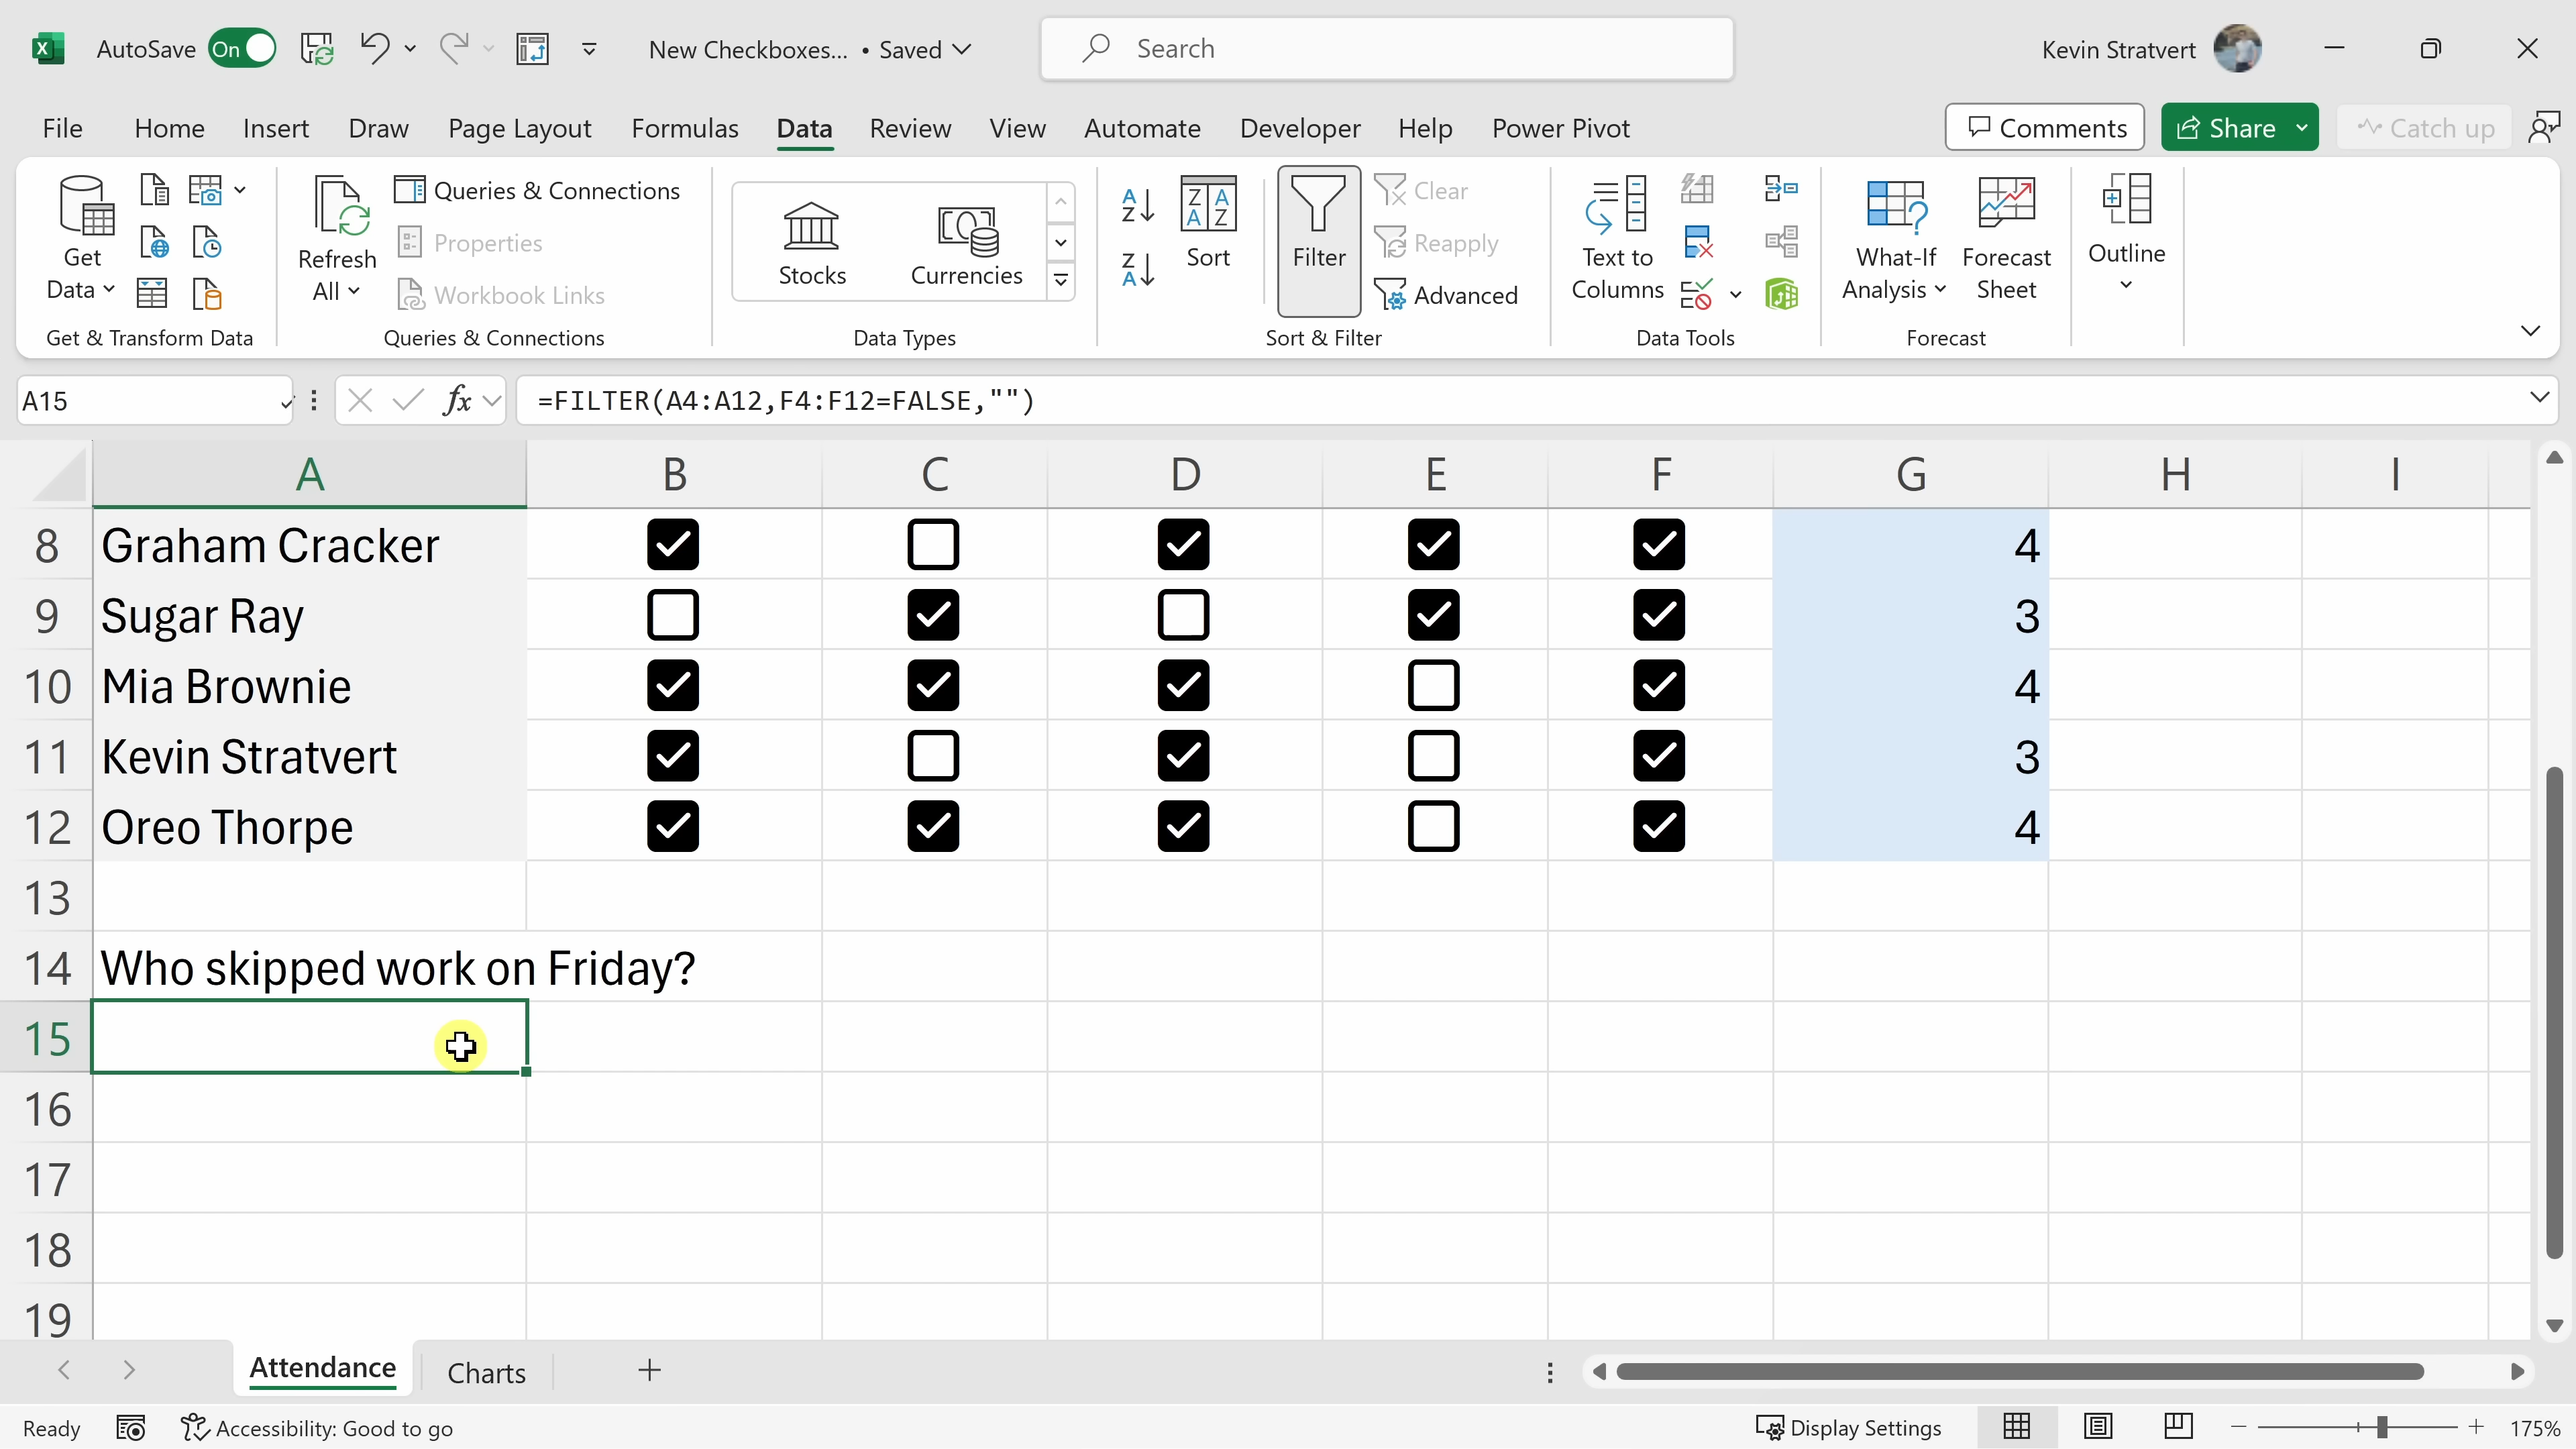 AutoSave On New Checkboxes... • Saved Search Kevin Stratvert
File Home Insert Draw Page Layout Formulas Data Review View Automate Developer Help Power Pivot Comments Share Catch up
Get Data
Refresh All
Queries & Connections
Properties
Workbook Links
Stocks
Currencies
Sort
Filter
Clear
Reapply
Advanced
Text to Columns
What-If Analysis
Forecast Sheet
Outline
Get & Transform Data Queries & Connections Data Types Sort & Filter Data Tools Forecast
A15 fx =FILTER(A4:A12,F4:F12=FALSE,"")
A B C D E F G H I
8 Graham Cracker 4
9 Sugar Ray 3
10 Mia Brownie 4
11 Kevin Stratvert 3
12 Oreo Thorpe 4
13
14 Who skipped work on Friday?
15
16
17
18
19
Attendance Charts
Ready Accessibility: Good to go Display Settings 175%